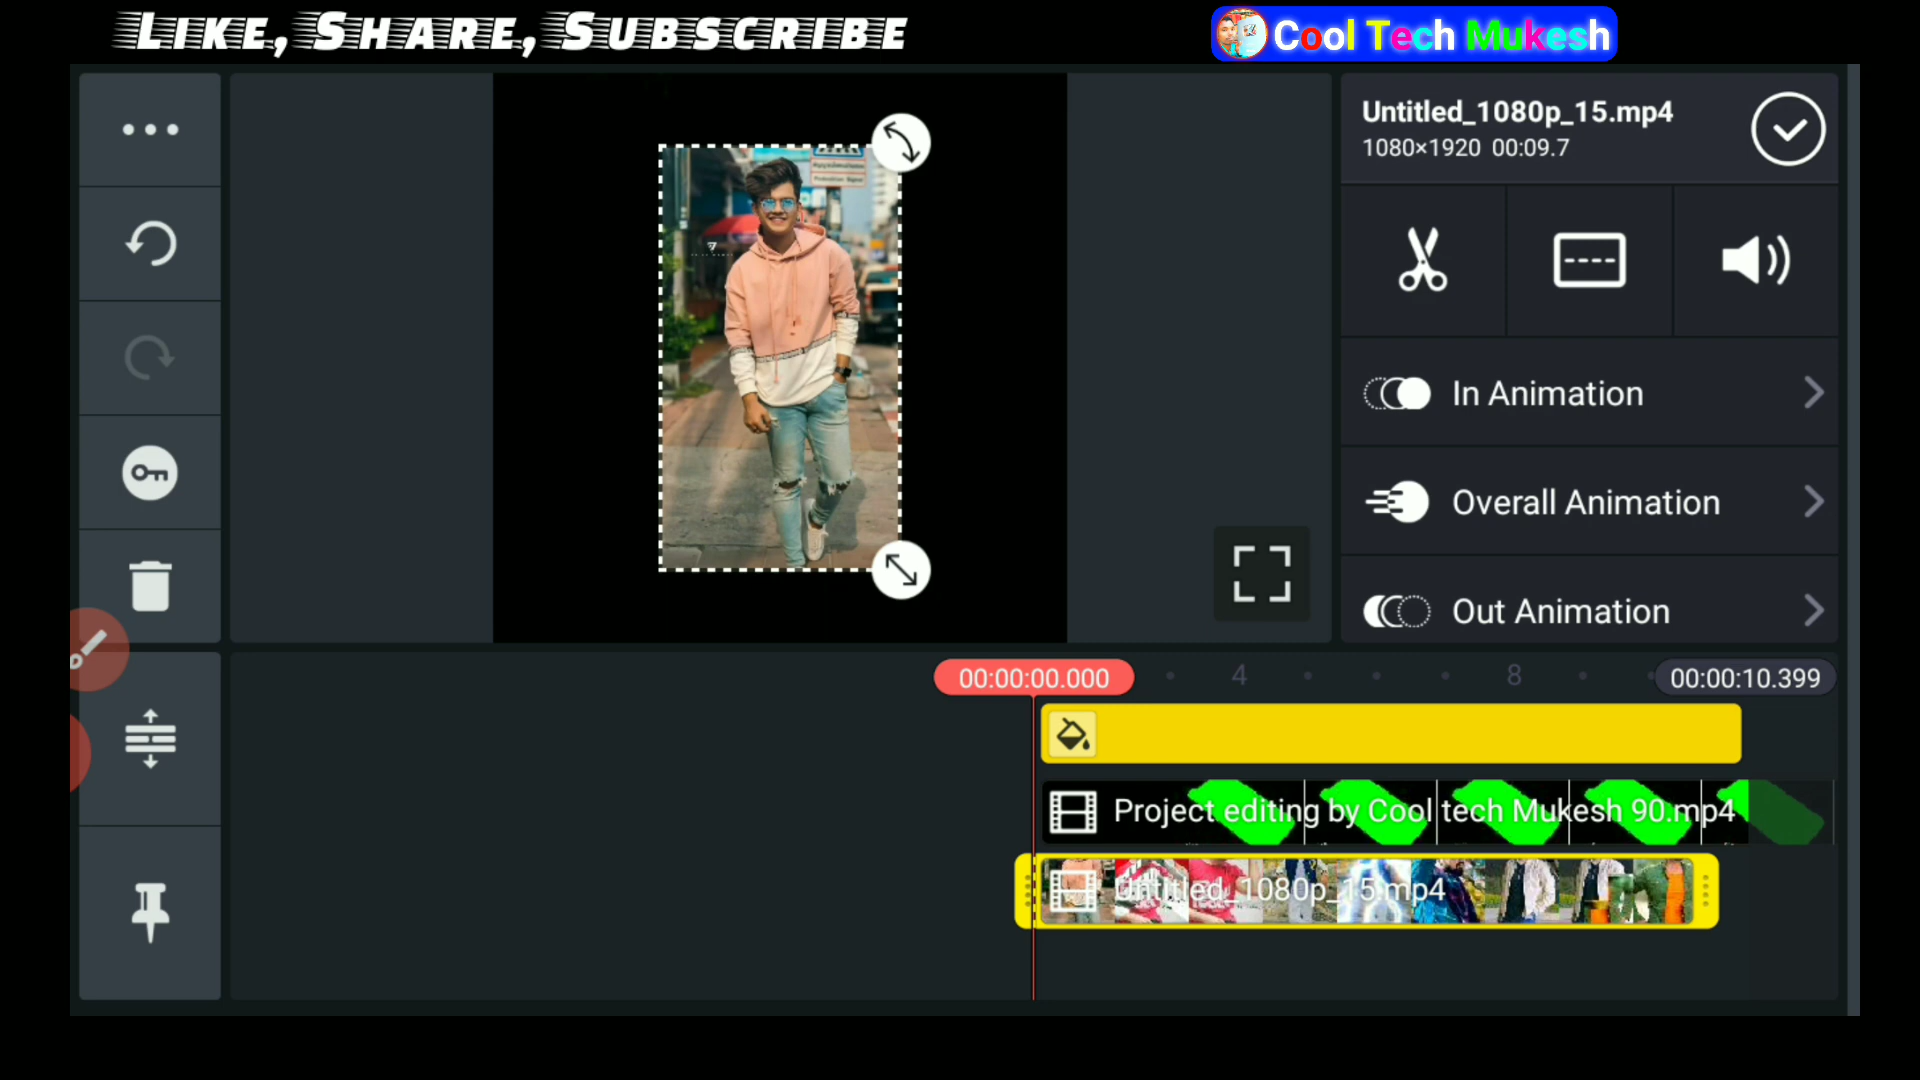 LIKE, SHARE, SUBSCRIBE
Cool Tech Mukesh
Untitled_1080p_15.mp4
1080×1920 00:09.7
In Animation
Overall Animation
Out Animation
00:00:00.000
4
8
00:00:10.399
Project editing by Cool tech Mukesh 90.mp4
Untitled_1080p_15.mp4